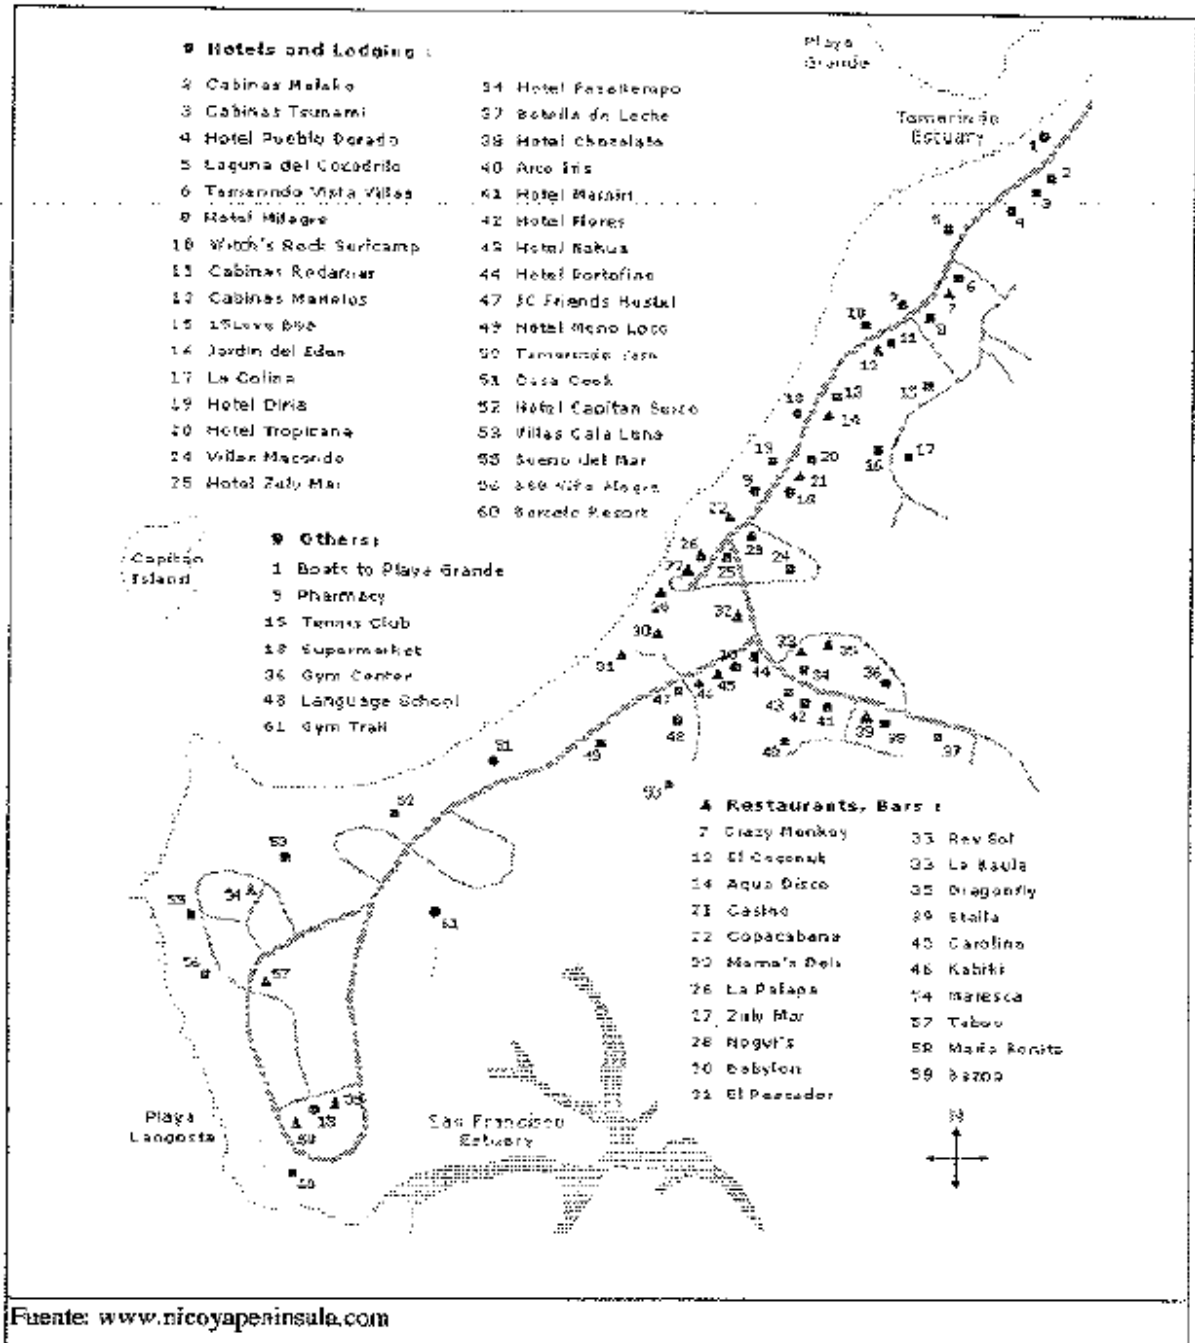 Hotels and Lodging :
2 Cabinas Maleko
3 Cabinas Tsunami
4 Hotel Pueblo Dorado
5 Laguna del Cocodrilo
6 Tamarindo Vista Villas
8 Hotel Milagro
10 Witch's Rock Surfcamp
11 Cabinas Rodamar
13 Cabinas Marielos
15
16 Jardin del Eden
17 La Colina
19 Hotel Diria
20 Hotel Tropicana
24 Villas Macondo
25 Hotel Zuly Mar
34 Hotel Pasatiempo
37 Botella de Leche
38 Hotel Chocolate
40 Arco Iris
41 Hotel Mamiri
42 Hotel Flores
43 Hotel Nahua
44 Hotel Portofino
47 JC Friends Hostel
49 Hotel Mono Loco
50 Tamarindo
51 Casa Cook
52 Hotel Capitan Suizo
53 Villas Cala Luna
55 Sueno del Mar
56 B&B Villa Alegre
60 Barcelo Resort
Others:
1 Boats to Playa Grande
9 Pharmacy
15 Tennis Club
18 Supermarket
36 Gym Center
48 Language School
61 Gym Trail
Playa
Grande
Tamarindo
Estuary
Capitan
Island
Restaurants, Bars :
7 Crazy Monkey
12 El Coconut
14 Aqua Disco
21 Casino
22 Copacabana
23 Mama's Deli
26 La Palapa
27 Zuly Mar
28 Nogui's
30 Babylon
31 El Pescador
Rey Sol
33 La Baula
35 Dragonfly
39 Stella
45 Carolina
46 Kahiki
54 Maresca
57 Taboo
58 Maria Bonita
59 Bazou
Playa
Langosta
San Francisco
Estuary
N
Fuente: www.nicoyapeninsula.com